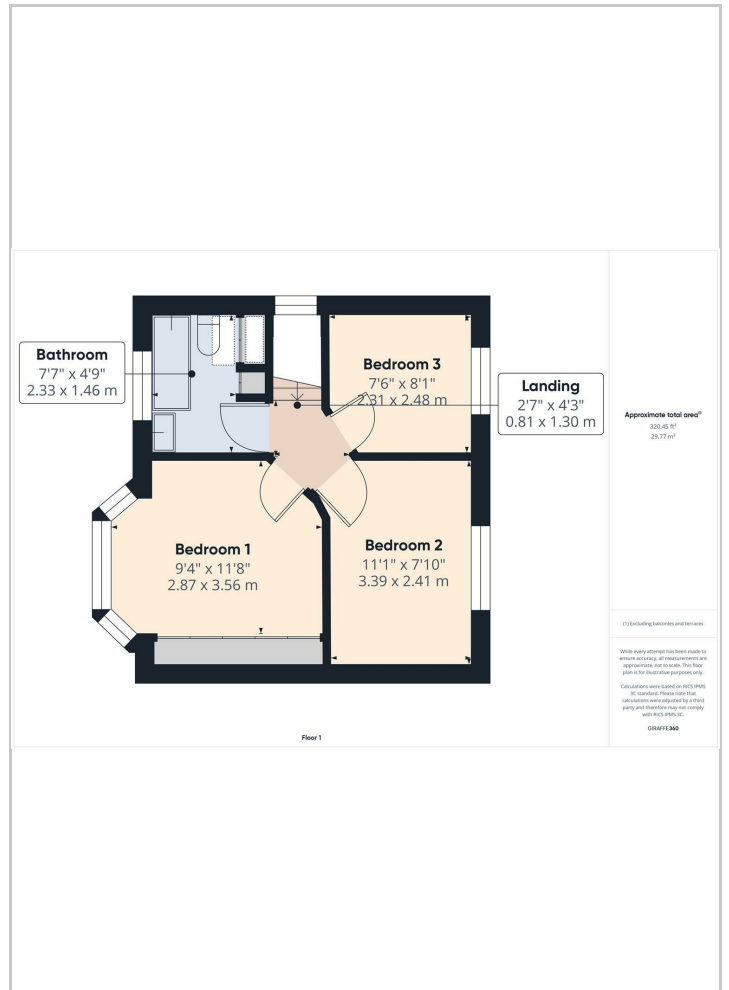 Bathroom
7'7" x 4'9"
2.33 x 1.46 m
Bedroom 3
7'6" x 8'1"
2.31 x 2.48 m
Landing
2'7" x 4'3"
0.81 x 1.30 m
Bedroom 1
9'4" x 11'8"
2.87 x 3.56 m
Bedroom 2
11'1" x 7'10"
3.39 x 2.41 m
Floor 1
Approximate total area⁽¹⁾
320.45 ft²
29.77 m²
(1) Excluding balconies and terraces
While every attempt has been made to
ensure accuracy, all measurements are
approximate, not to scale. This floor
plan is for illustrative purposes only.
Calculations were based on RICS IPMS
3C standard. Please note that
calculations were adjusted by a third
party and therefore may not comply
with RICS IPMS 3C.
GIRAFFE360